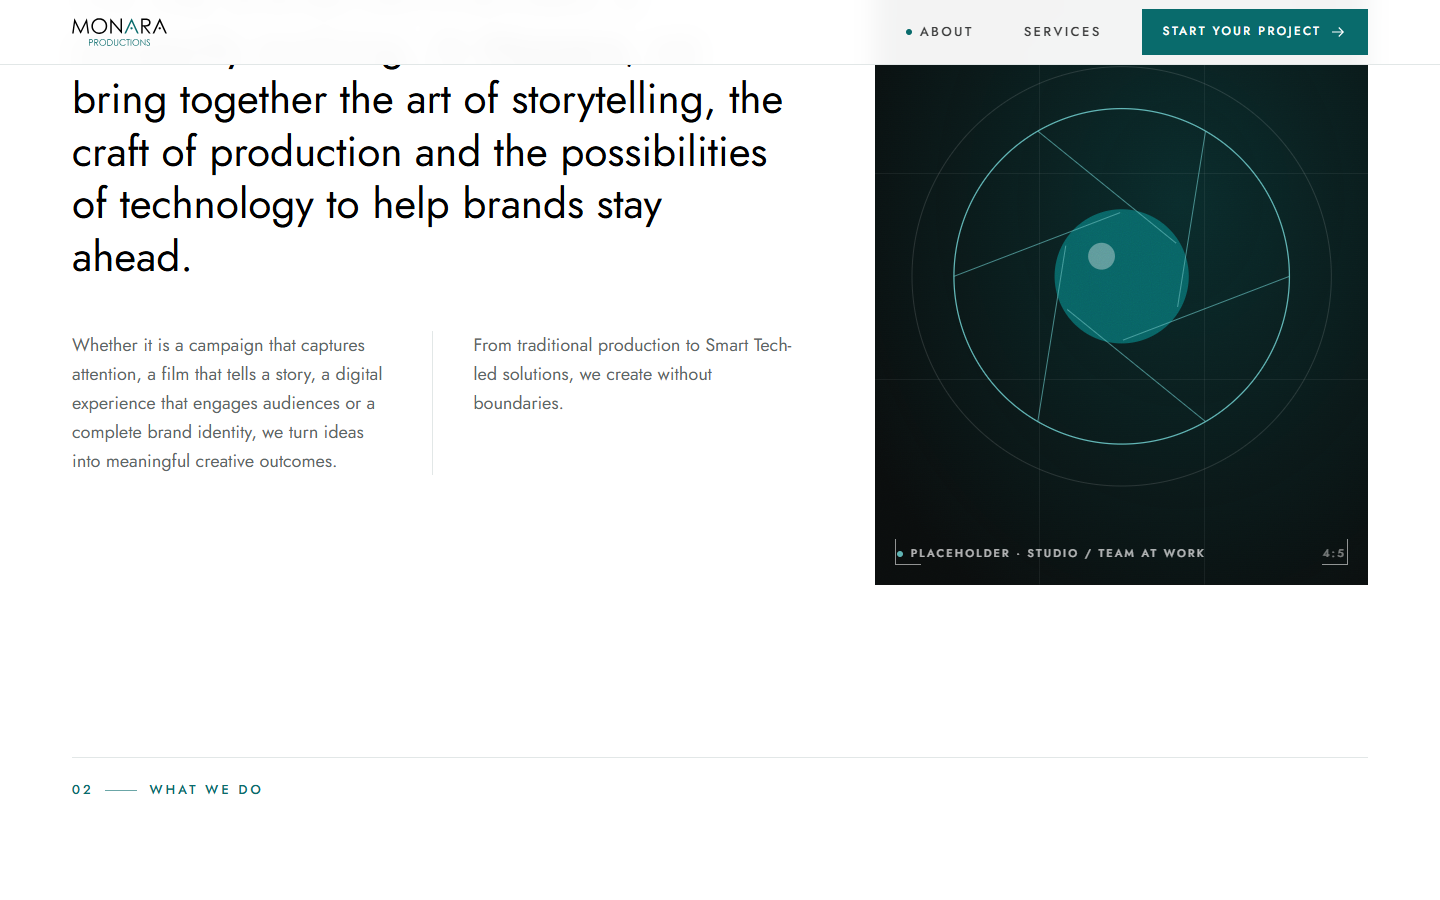 MONARA
PRODUCTIONS
ABOUT
SERVICES
START YOUR PROJECT →
bring together the art of storytelling, the
craft of production and the possibilities
of technology to help brands stay
ahead.
Whether it is a campaign that captures
attention, a film that tells a story, a digital
experience that engages audiences or a
complete brand identity, we turn ideas
into meaningful creative outcomes.
From traditional production to Smart Tech-
led solutions, we create without
boundaries.
PLACEHOLDER · STUDIO / TEAM AT WORK
4:5
02 — WHAT WE DO